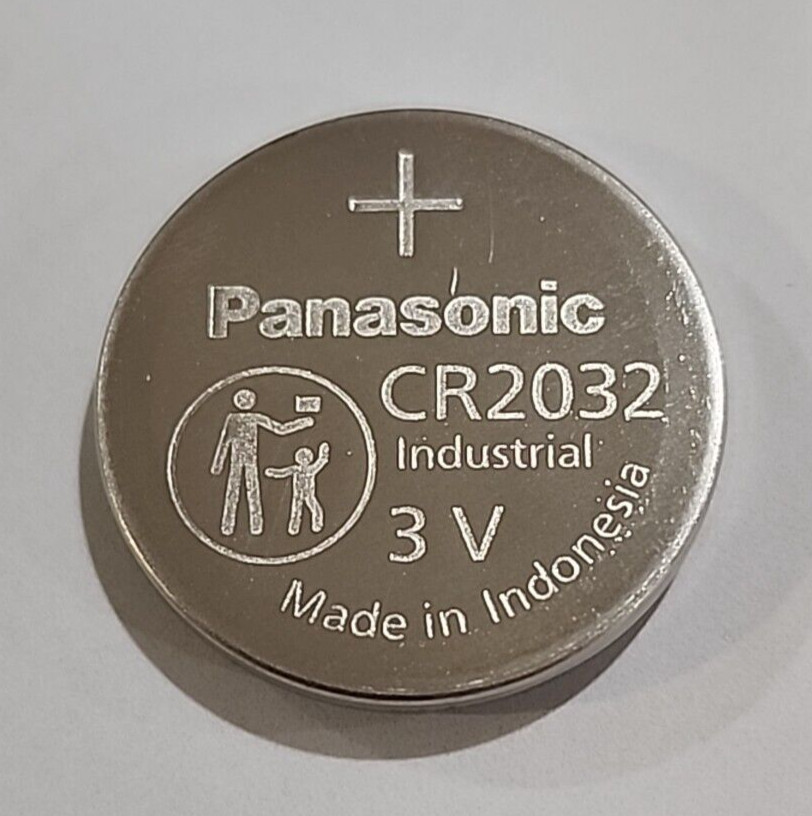 +
Panasonic
CR2032
Industrial
3 V
Made in Indonesia